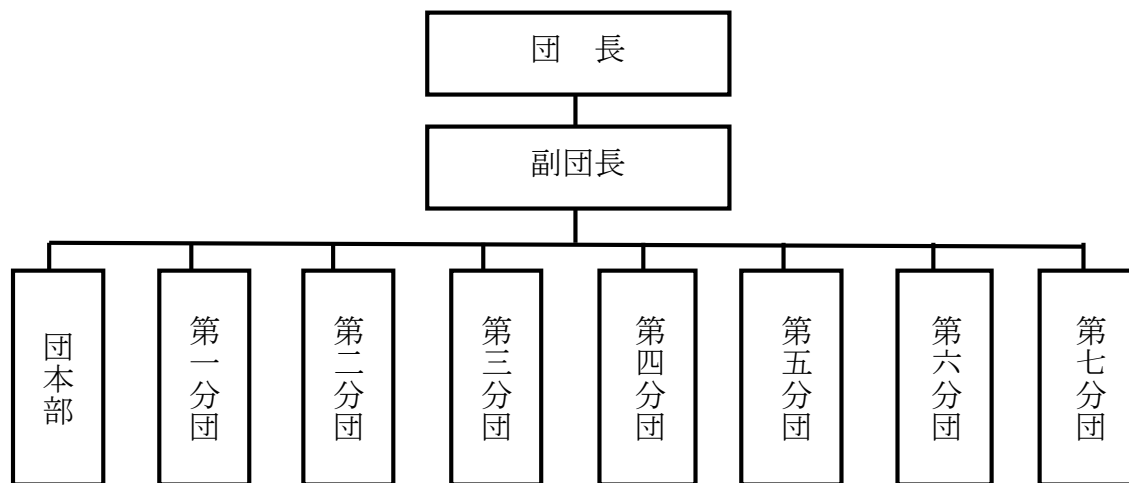 団　長
副団長
団本部
第一分団
第二分団
第三分団
第四分団
第五分団
第六分団
第七分団